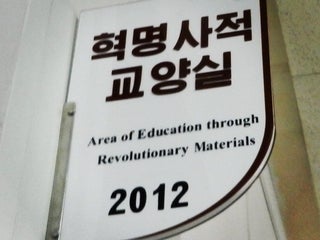 혁명사적
교양실
Area of Education through
Revolutionary Materials
2012